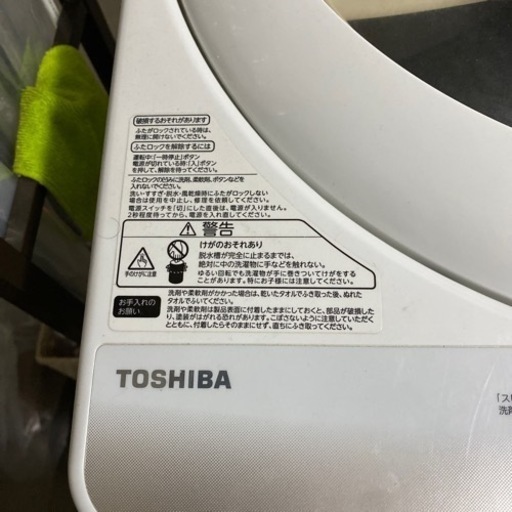 破損するおそれがあります
ふたがロックされている時は、
無理に開けないでください。
ふたロックを解除するには
運転中:「一時停止」ボタン
電源が切れている時:「入」ボタン
を押して、解除を待ってください。
ふたロックの凹みに洗剤、柔軟剤、ボタンなどを
入れないでください。
洗い・すすぎ・脱水・風乾燥時にふたがロックしない
場合は使用を中止し、修理を依頼してください。
電源スイッチを「切」にした直後は、電源が入りません。
2秒程度待ってから、電源を入れ直してください。
警告
手のけがに注意
けがのおそれあり
脱水槽が完全に止まるまでは、
絶対に中の洗濯物に手などを触れない。
ゆるい回転でも洗濯物が手に巻きついてけがをする
ことがあります。特にお子様には注意してください。
お手入れの
お願い
洗剤や柔軟剤がかかった場合は、乾いたタオルでふき取った後、ぬれた
タオルでふいてください。
洗剤や柔軟剤は製品表面に付着したままにしておくと、部品が破損した
り、塗装がはがれる恐れがあります。こぼさないように注意していただく
とともに、付着したらそのままにせず、直ちにふき取ってください。
TOSHIBA